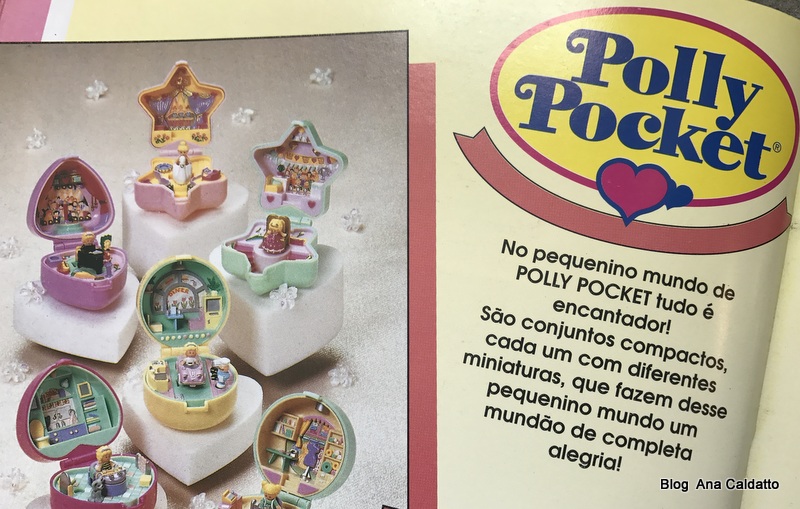 Polly
Pocket®
No pequenino mundo de
POLLY POCKET tudo é
encantador!
São conjuntos compactos,
cada um com diferentes
miniaturas, que fazem desse
pequenino mundo um
mundão de completa
alegria!
Blog Ana Caldatto